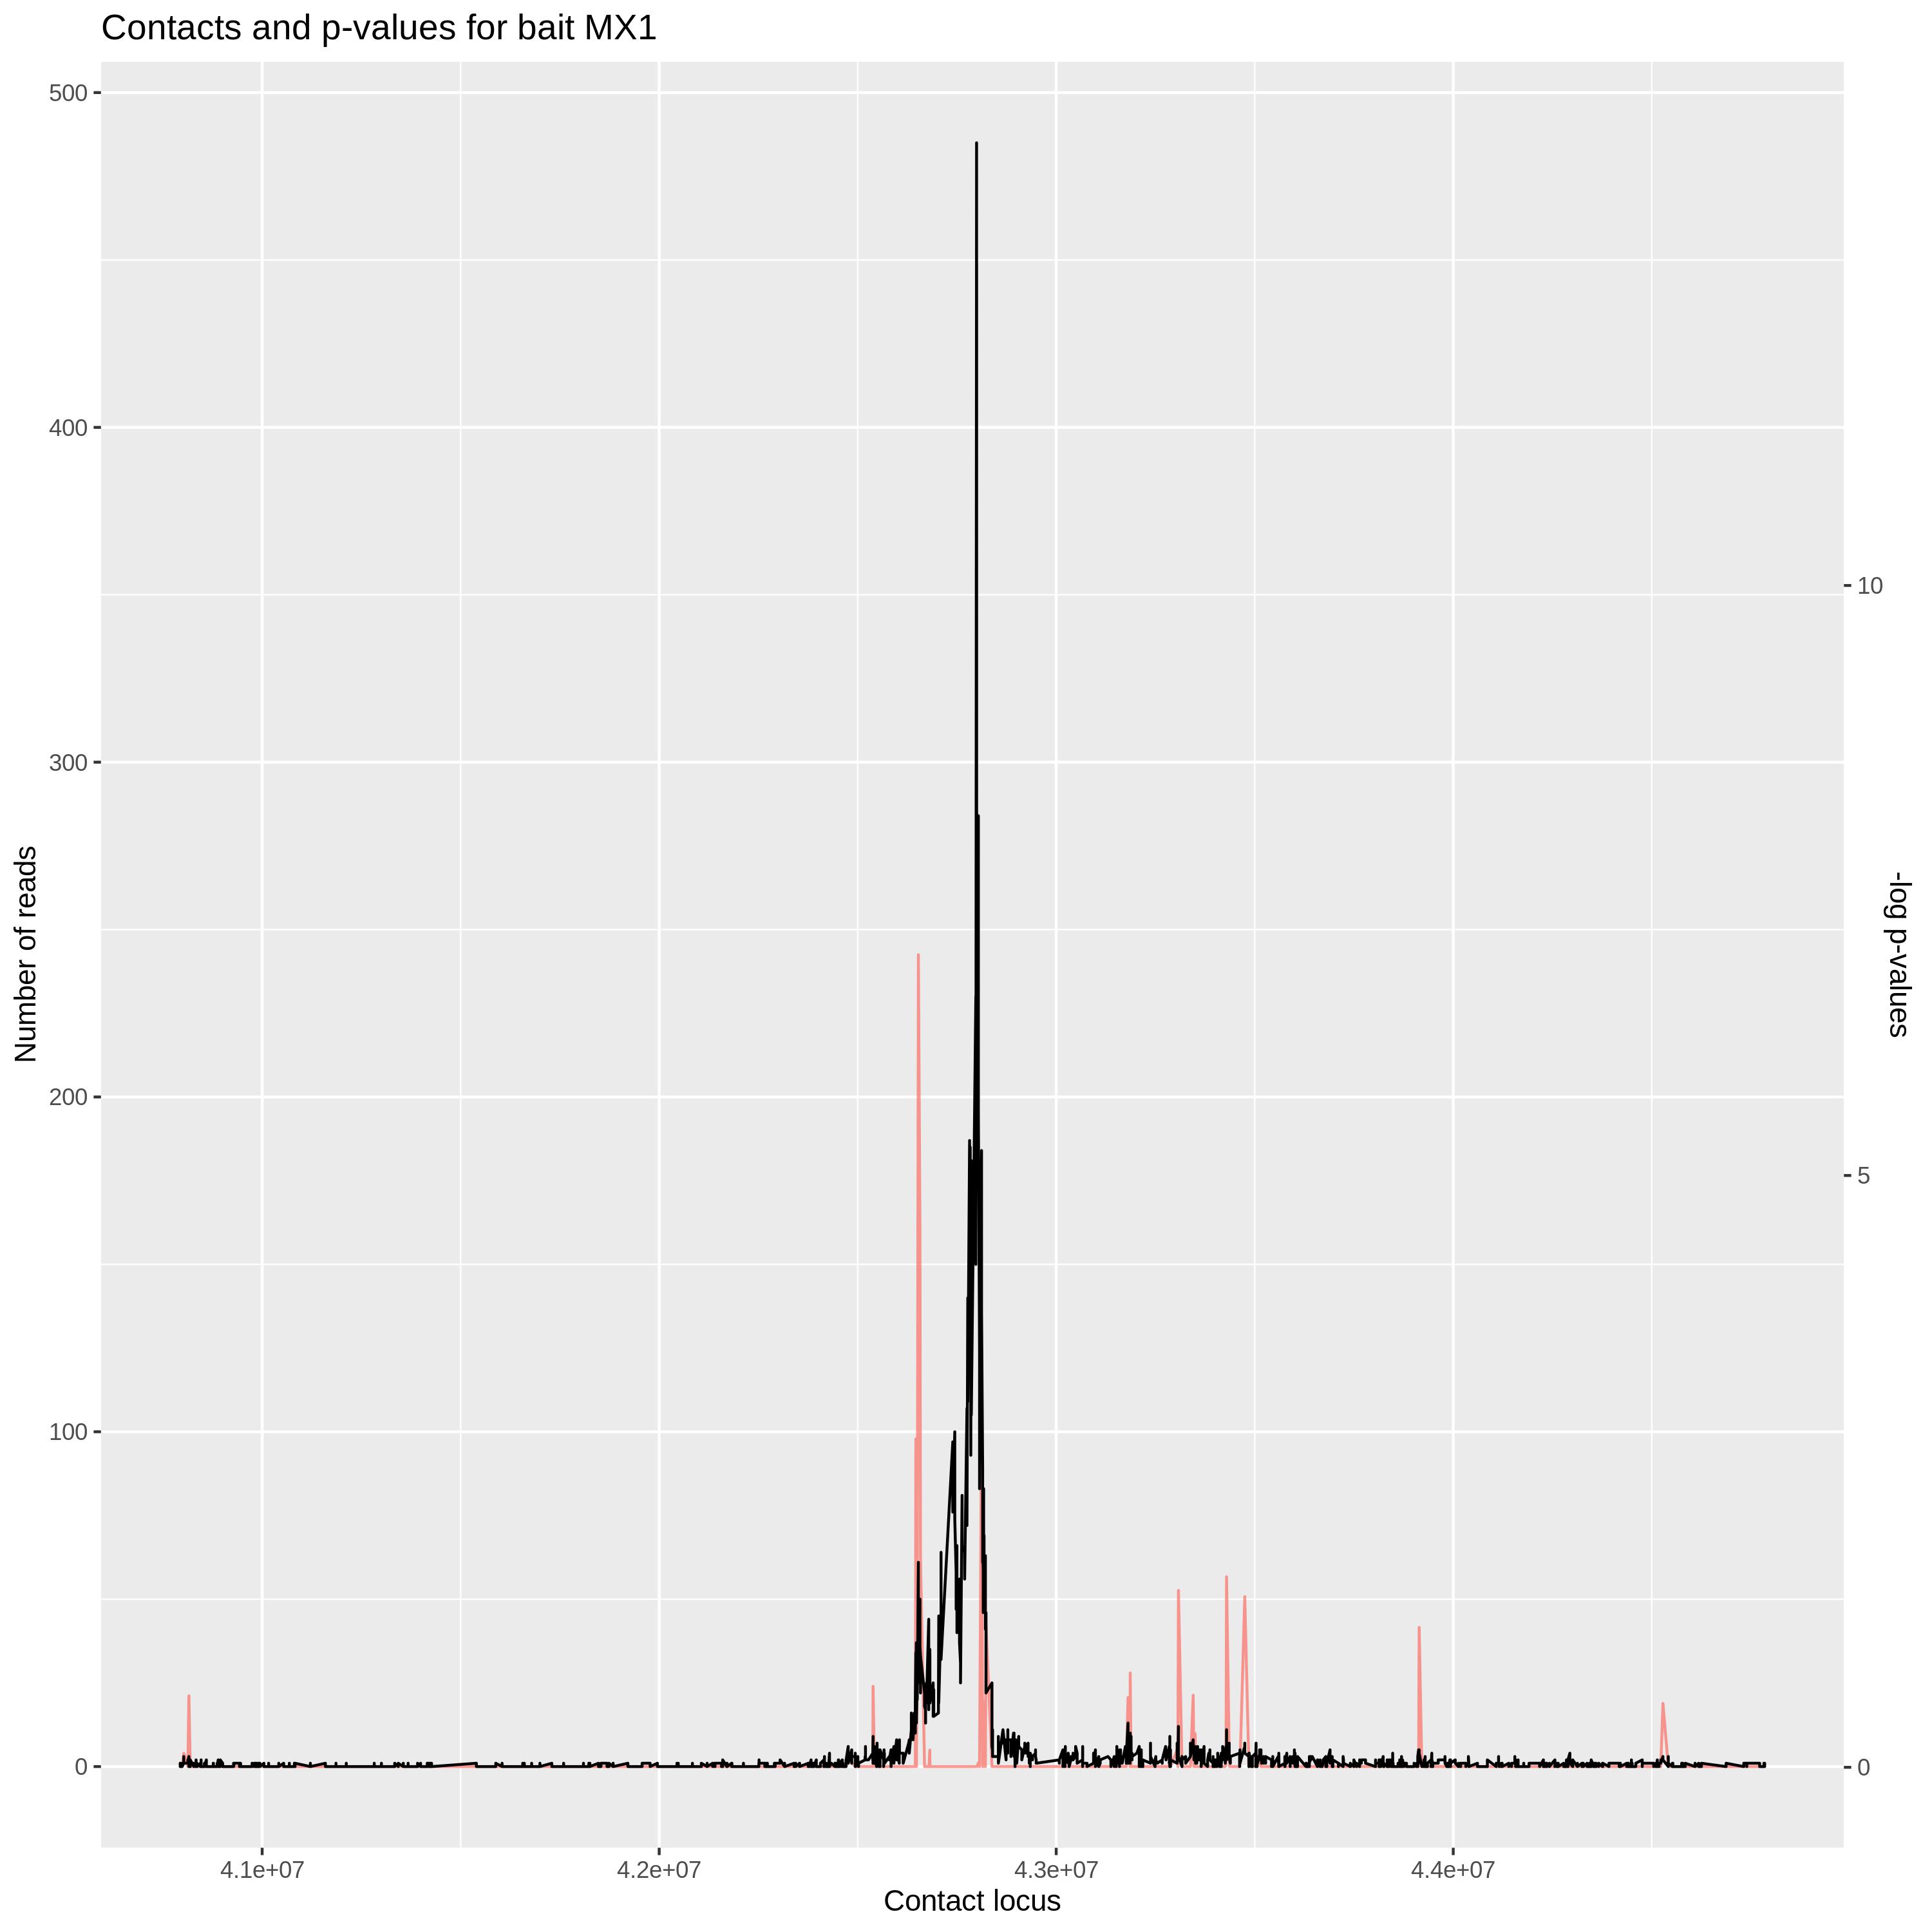 Contacts and p-values for bait MX1
500
400
300
200
100
0
Number of reads
10
5
0
-log p-values
4.1e+07 4.2e+07 4.3e+07 4.4e+07
Contact locus